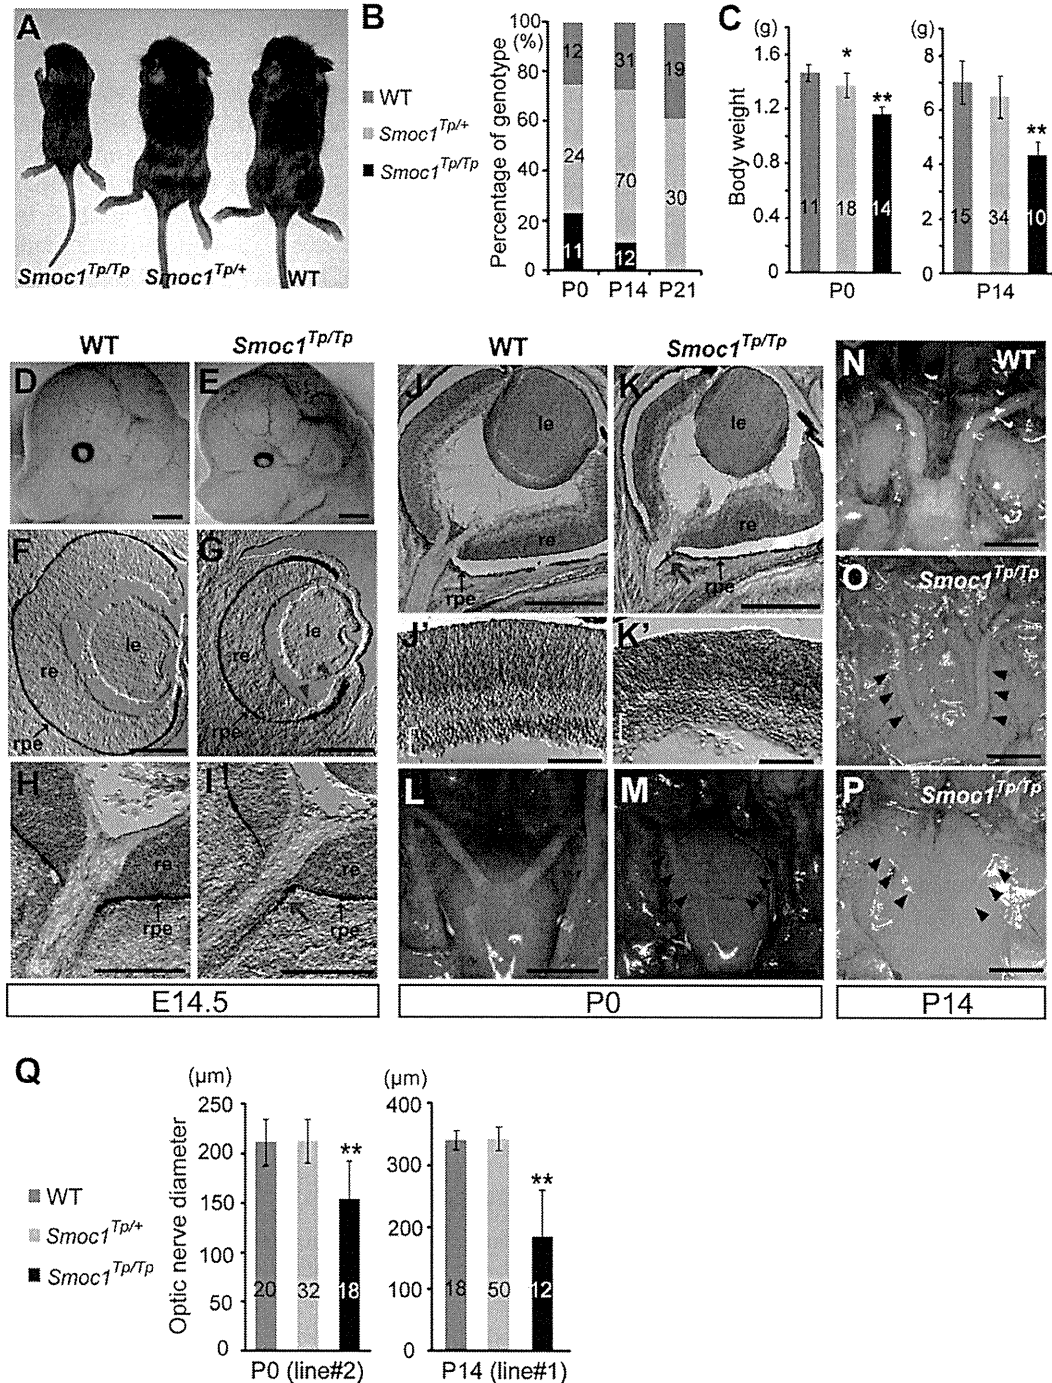 A
Smoc1Tp/Tp Smoc1Tp/+ WT
B
WT
Smoc1Tp/+
Smoc1Tp/Tp
Percentage of genotype
100
(%)
80
60
40
20
0
12 31 19
24 70 30
11 12
P0 P14 P21
C
Body weight
(g)
1.6
1.2
0.8
0.4
0
* **
11 18 14
P0
(g)
8
6
4
2
0
**
15 34 10
P14
WT Smoc1Tp/Tp
D E
F G
re le rpe
re le rpe
H I
re rpe
re rpe
E14.5
WT Smoc1Tp/Tp
J K
le re rpe
le re rpe
J' K'
L M
P0
N WT
O Smoc1Tp/Tp
P Smoc1Tp/Tp
P14
Q
WT
Smoc1Tp/+
Smoc1Tp/Tp
Optic nerve diameter
(µm)
250
200
150
100
50
0
**
20 32 18
P0 (line#2)
(µm)
400
300
200
100
0
**
18 50 12
P14 (line#1)